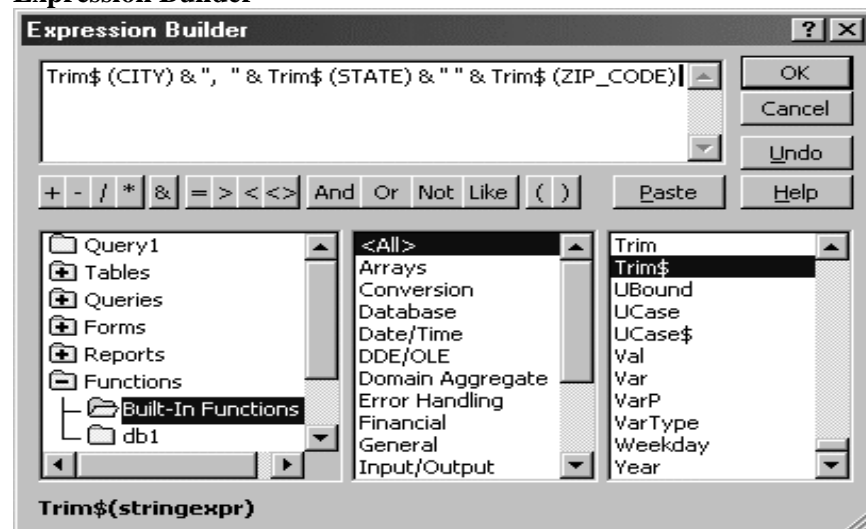 Expression Builder
Expression Builder
Trim$ (CITY) & ",  " & Trim$ (STATE) & " " & Trim$ (ZIP_CODE)
OK
Cancel
Undo
+ - / * & = > < <> And Or Not Like ( ) Paste Help
Query1
Tables
Queries
Forms
Reports
Functions
Built-In Functions
db1
<All>
Arrays
Conversion
Database
Date/Time
DDE/OLE
Domain Aggregate
Error Handling
Financial
General
Input/Output
Trim
Trim$
UBound
UCase
UCase$
Val
Var
VarP
VarType
Weekday
Year
Trim$(stringexpr)